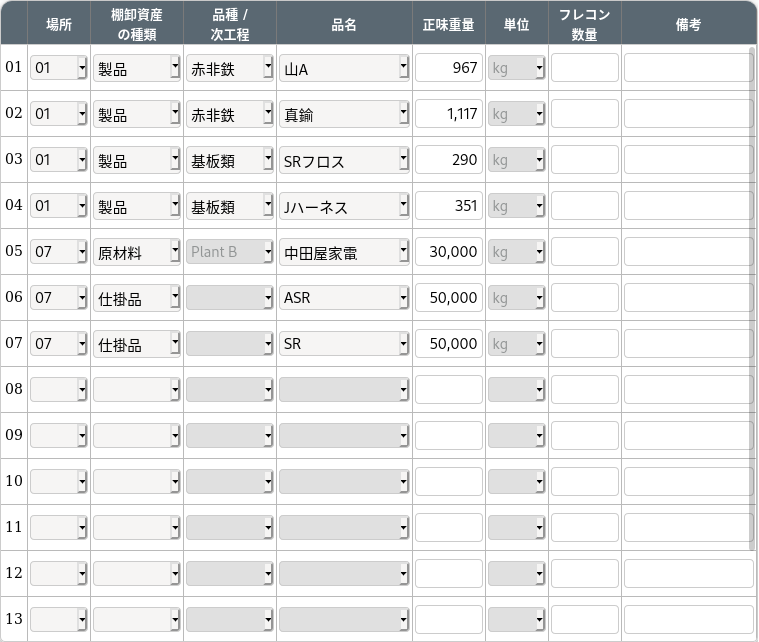 場所 棚卸資産の種類 品種 / 次工程 品名 正味重量 単位 フレコン数量 備考
01 01 製品 赤非鉄 山A 967 kg
02 01 製品 赤非鉄 真鍮 1,117 kg
03 01 製品 基板類 SRフロス 290 kg
04 01 製品 基板類 Jハーネス 351 kg
05 07 原材料 Plant B 中田屋家電 30,000 kg
06 07 仕掛品 ASR 50,000 kg
07 07 仕掛品 SR 50,000 kg
08
09
10
11
12
13